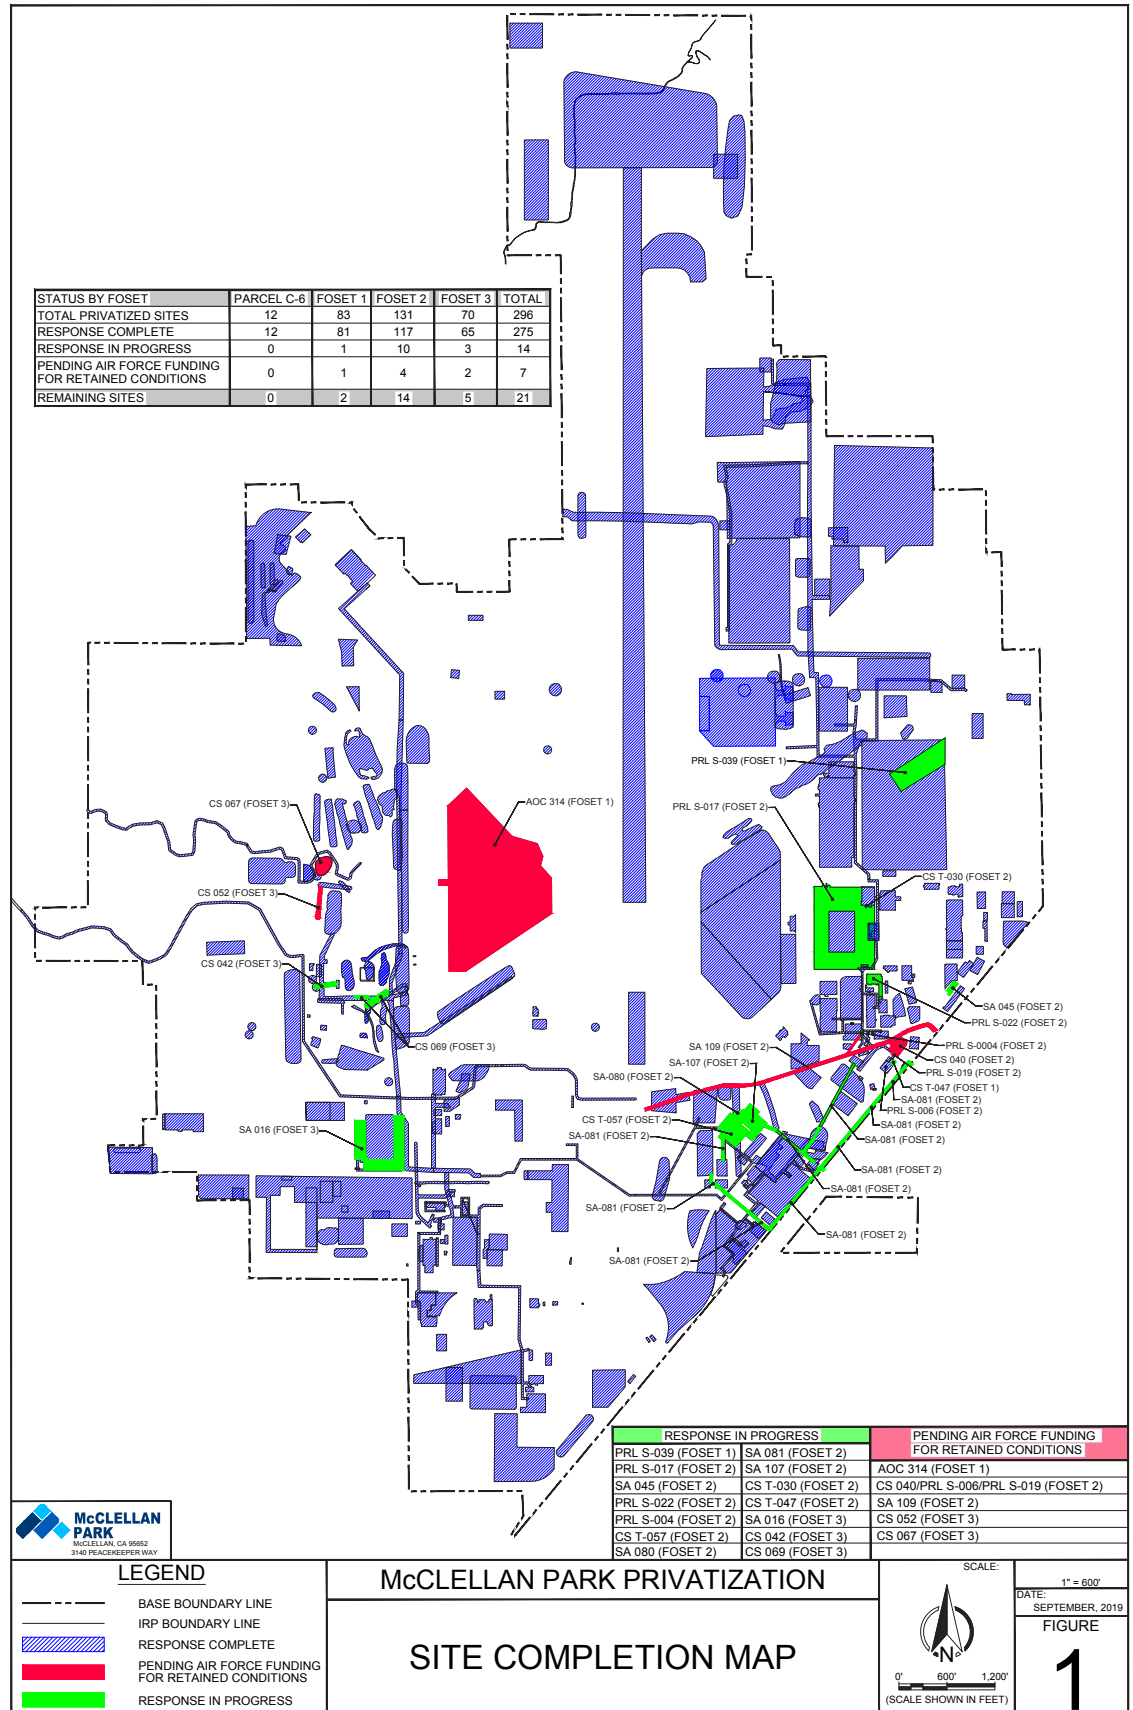 STATUS BY FOSET PARCEL C-6 FOSET 1 FOSET 2 FOSET 3 TOTAL
TOTAL PRIVATIZED SITES 12 83 131 70 296
RESPONSE COMPLETE 12 81 117 65 275
RESPONSE IN PROGRESS 0 1 10 3 14
PENDING AIR FORCE FUNDING
FOR RETAINED CONDITIONS 0 1 4 2 7
REMAINING SITES 0 2 14 5 21
PRL S-039 (FOSET 1)
CS 067 (FOSET 3)
AOC 314 (FOSET 1)
PRL S-017 (FOSET 2)
CS T-030 (FOSET 2)
CS 052 (FOSET 3)
CS 042 (FOSET 3)
SA 045 (FOSET 2)
PRL S-022 (FOSET 2)
CS 069 (FOSET 3)
SA 109 (FOSET 2)
PRL S-0004 (FOSET 2)
CS 040 (FOSET 2)
SA-107 (FOSET 2)
PRL S-019 (FOSET 2)
SA-080 (FOSET 2)
CS T-047 (FOSET 1)
SA-081 (FOSET 2)
PRL S-006 (FOSET 2)
CS T-057 (FOSET 2)
SA-081 (FOSET 2)
SA 016 (FOSET 3)
SA-081 (FOSET 2)
SA-081 (FOSET 2)
SA-081 (FOSET 2)
SA-081 (FOSET 2)
SA-081 (FOSET 2)
SA-081 (FOSET 2)
SA-081 (FOSET 2)
RESPONSE IN PROGRESS
PRL S-039 (FOSET 1) SA 081 (FOSET 2)
PRL S-017 (FOSET 2) SA 107 (FOSET 2)
SA 045 (FOSET 2) CS T-030 (FOSET 2)
PRL S-022 (FOSET 2) CS T-047 (FOSET 2)
PRL S-004 (FOSET 2) SA 016 (FOSET 3)
CS T-057 (FOSET 2) CS 042 (FOSET 3)
SA 080 (FOSET 2) CS 069 (FOSET 3)
PENDING AIR FORCE FUNDING
FOR RETAINED CONDITIONS
AOC 314 (FOSET 1)
CS 040/PRL S-006/PRL S-019 (FOSET 2)
SA 109 (FOSET 2)
CS 052 (FOSET 3)
CS 067 (FOSET 3)
McCLELLAN
PARK
McCLELLAN, CA 95652
3140 PEACEKEEPER WAY
LEGEND
BASE BOUNDARY LINE
IRP BOUNDARY LINE
RESPONSE COMPLETE
PENDING AIR FORCE FUNDING
FOR RETAINED CONDITIONS
RESPONSE IN PROGRESS
McCLELLAN PARK PRIVATIZATION
SITE COMPLETION MAP
SCALE:
1" = 600'
N
0' 600' 1,200'
(SCALE SHOWN IN FEET)
DATE:
SEPTEMBER, 2019
FIGURE
1